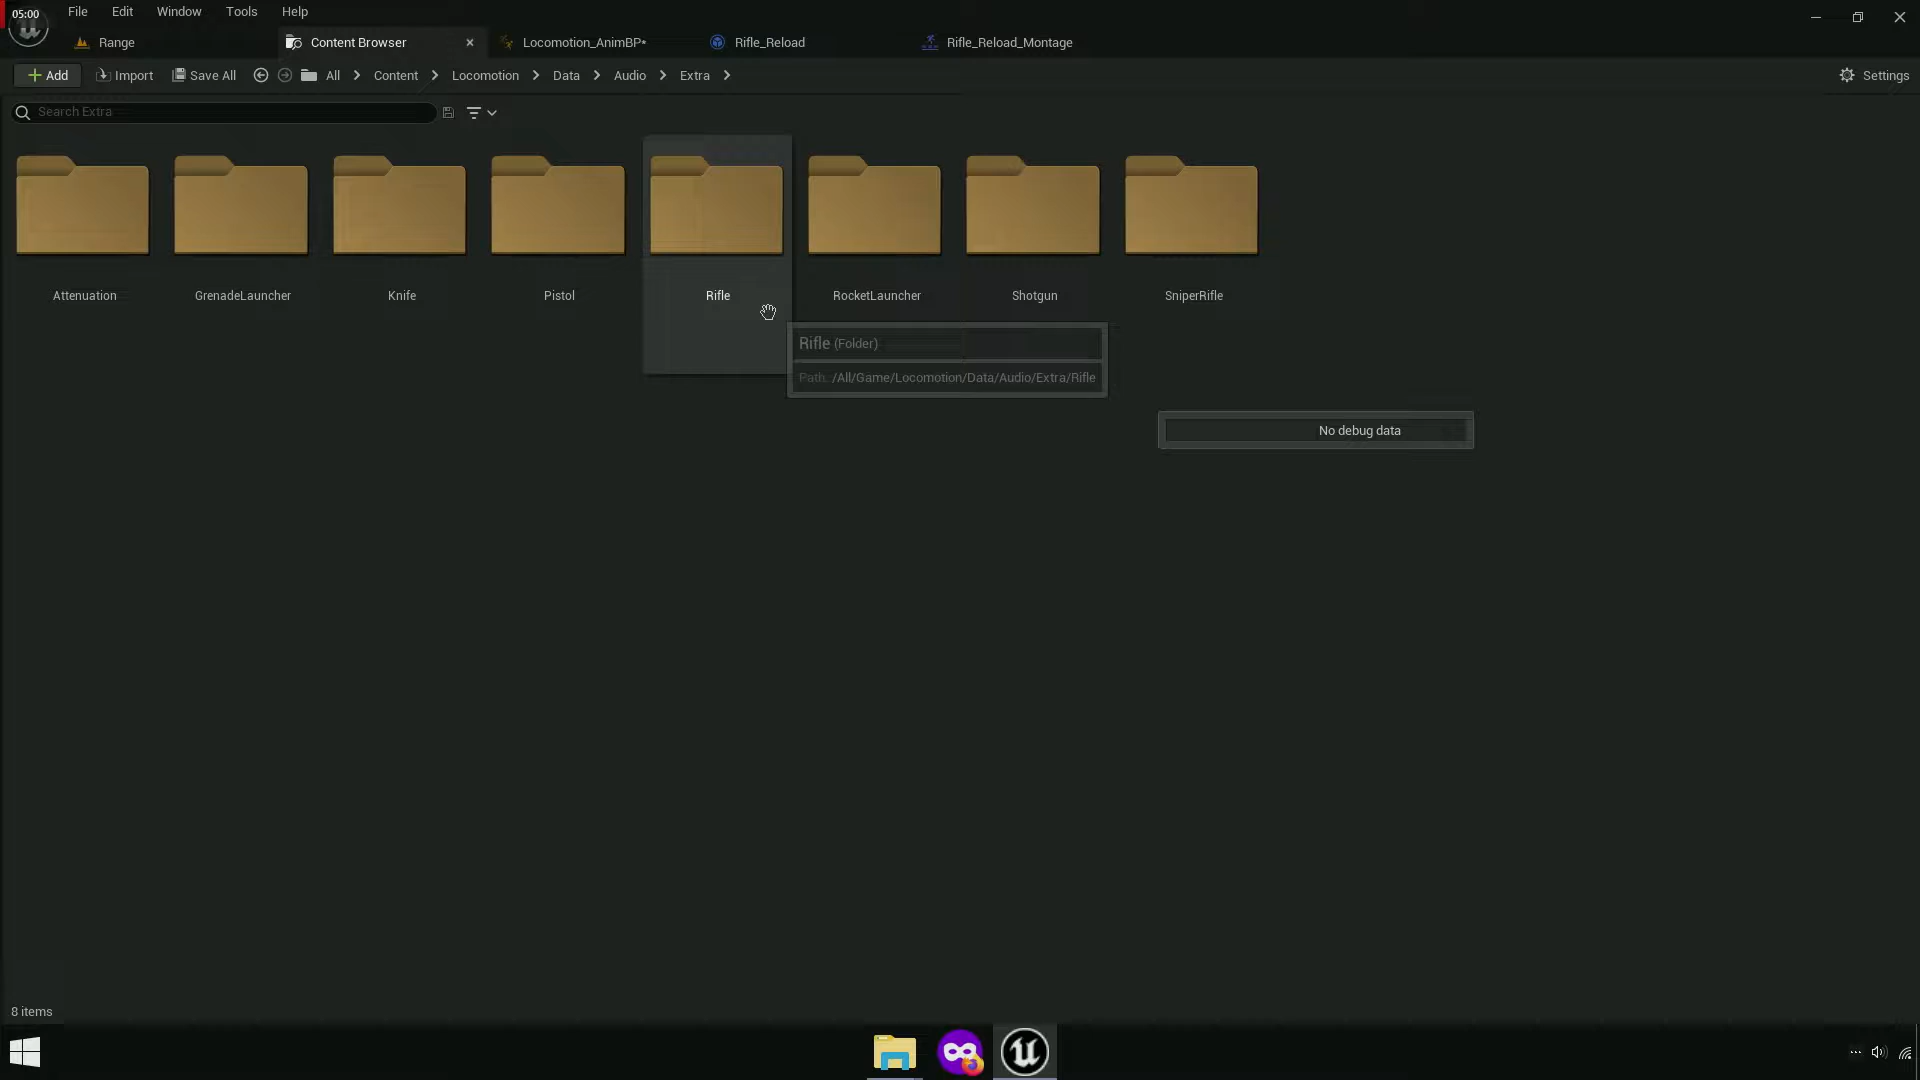 05:00
File Edit Window Tools Help
Range Content Browser Locomotion_AnimBP* Rifle_Reload Rifle_Reload_Montage
Add Import Save All All Content Locomotion Data Audio Extra Settings
Search Extra
Attenuation GrenadeLauncher Knife Pistol Rifle RocketLauncher Shotgun SniperRifle
Rifle (Folder)
Path: /All/Game/Locomotion/Data/Audio/Extra/Rifle
No debug data
8 items